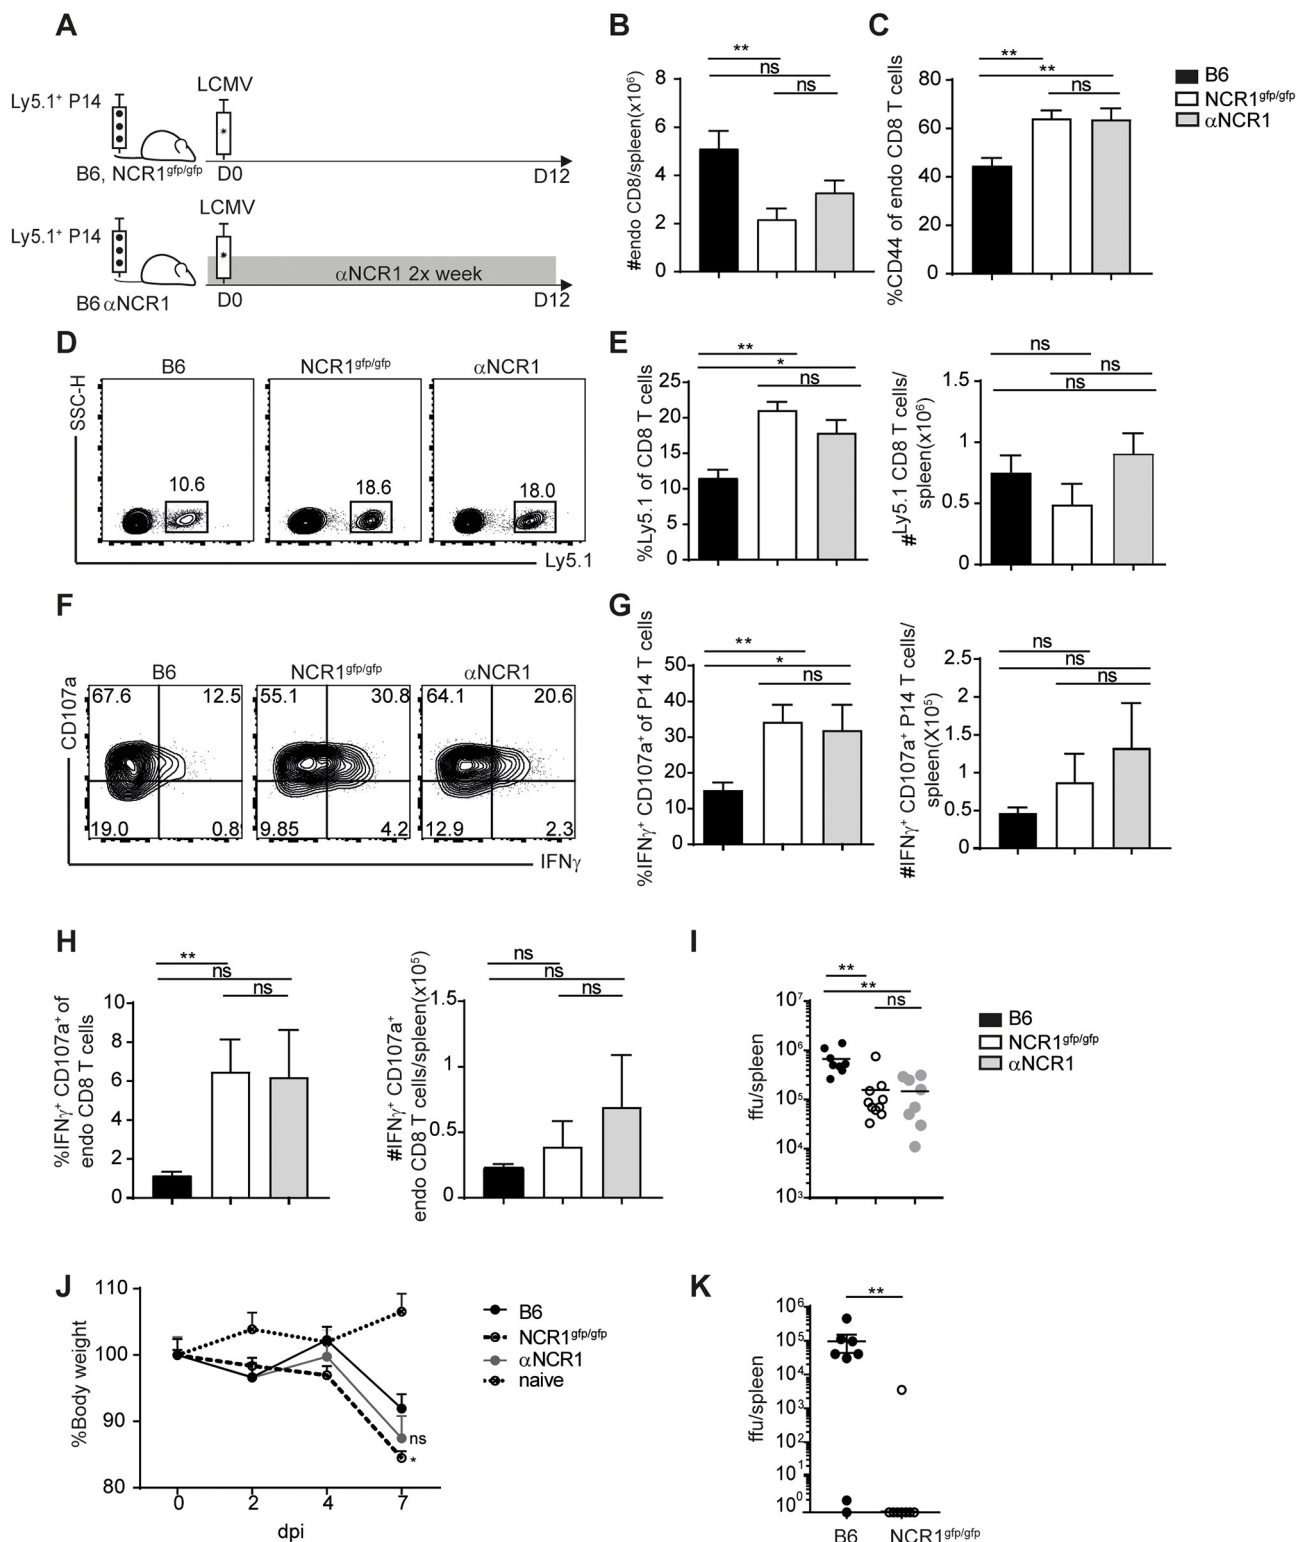 A
Ly5.1+ P14
LCMV
*
B6, NCR1gfp/gfp
D0
D12
Ly5.1+ P14
LCMV
*
αNCR1 2x week
B6 αNCR1
D0
D12
B
**
ns
ns
#endo CD8/spleen(x10⁶)
8
6
4
2
0
C
**
**
ns
%CD44 of endo CD8 T cells
80
60
40
20
0
B6
NCR1gfp/gfp
αNCR1
D
B6
NCR1gfp/gfp
αNCR1
SSC-H
10.6
18.6
18.0
Ly5.1
E
**
*
ns
%Ly5.1 of CD8 T cells
25
20
15
10
5
0
ns
ns
ns
#Ly5.1 CD8 T cells/
spleen(x10⁶)
1.5
1
0.5
0
F
B6
NCR1gfp/gfp
αNCR1
CD107a
67.6
12.5
55.1
30.8
64.1
20.6
19.0
0.8
9.85
4.2
12.9
2.3
IFNγ
G
**
*
ns
%IFNγ+ CD107a+ of P14 T cells
50
40
30
20
10
0
ns
ns
ns
#IFNγ+ CD107a+ P14 T cells/
spleen(X10⁵)
2.5
2
1.5
1
0.5
0
H
**
ns
ns
%IFNγ+ CD107a+ of
endo CD8 T cells
10
8
6
4
2
0
ns
ns
ns
#IFNγ+ CD107a+
endo CD8 T cells/spleen(x10⁵)
1.5
1
0.5
0
I
**
**
ns
ffu/spleen
10⁷
10⁶
10⁵
10⁴
10³
B6
NCR1gfp/gfp
αNCR1
J
%Body weight
110
100
90
80
ns
*
0
2
4
7
dpi
B6
NCR1gfp/gfp
αNCR1
naive
K
**
ffu/spleen
10⁶
10⁵
10⁴
10³
10²
10¹
10⁰
10
B6
NCR1gfp/gfp